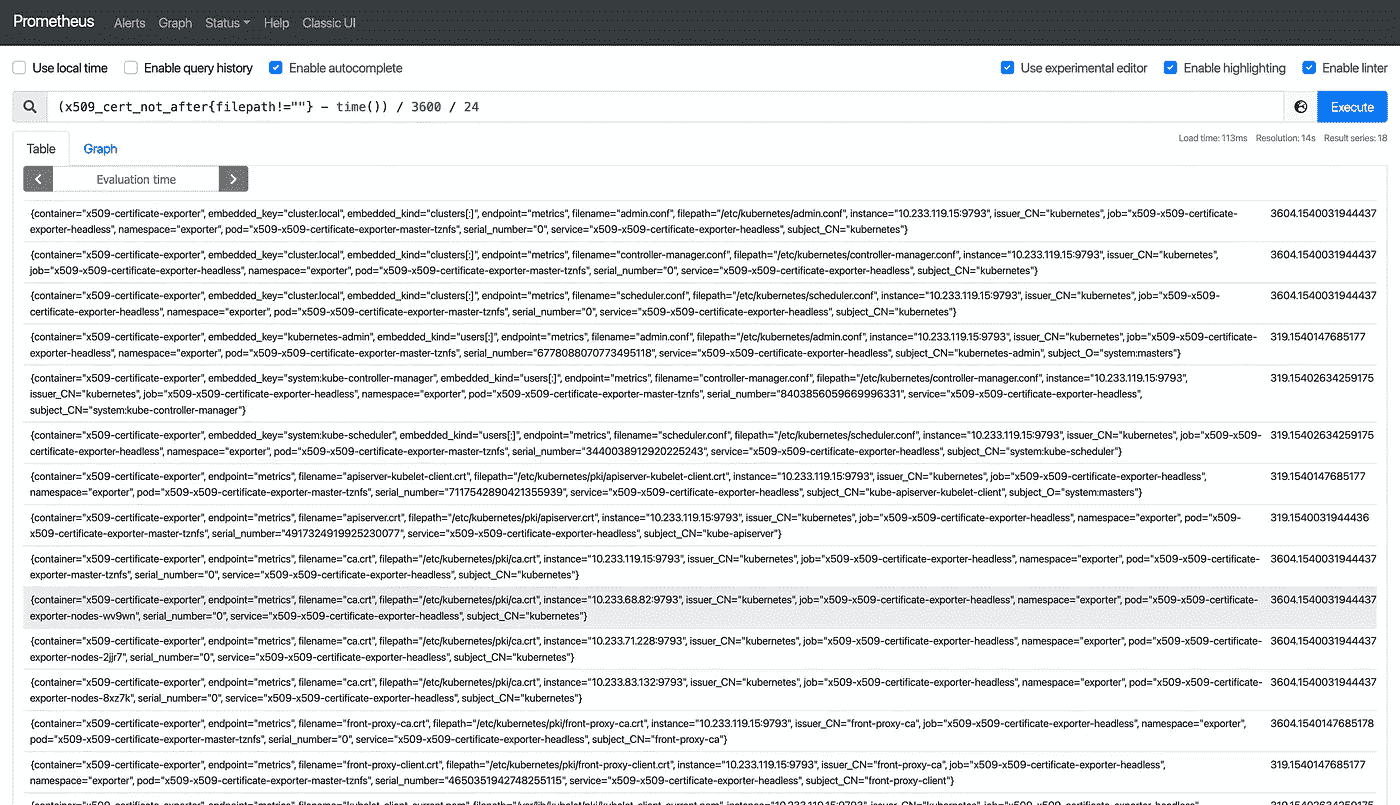 Prometheus Alerts Graph Status Help Classic UI
Use local time Enable query history Enable autocomplete Use experimental editor Enable highlighting Enable linter
(x509_cert_not_after{filepath!=""} - time()) / 3600 / 24 Execute
Load time: 113ms Resolution: 14s Result series: 18
Table Graph
Evaluation time
{container="x509-certificate-exporter", embedded_key="cluster.local", embedded_kind="clusters[:]", endpoint="metrics", filename="admin.conf", filepath="/etc/kubernetes/admin.conf", instance="10.233.119.15:9793", issuer_CN="kubernetes", job="x509-x509-certificate- 3604.1540031944437
exporter-headless", namespace="exporter", pod="x509-x509-certificate-exporter-master-tznfs", serial_number="0", service="x509-x509-certificate-exporter-headless", subject_CN="kubernetes"}
{container="x509-certificate-exporter", embedded_key="cluster.local", embedded_kind="clusters[:]", endpoint="metrics", filename="controller-manager.conf", filepath="/etc/kubernetes/controller-manager.conf", instance="10.233.119.15:9793", issuer_CN="kubernetes", 3604.1540031944437
job="x509-x509-certificate-exporter-headless", namespace="exporter", pod="x509-x509-certificate-exporter-master-tznfs", serial_number="0", service="x509-x509-certificate-exporter-headless", subject_CN="kubernetes"}
{container="x509-certificate-exporter", embedded_key="cluster.local", embedded_kind="clusters[:]", endpoint="metrics", filename="scheduler.conf", filepath="/etc/kubernetes/scheduler.conf", instance="10.233.119.15:9793", issuer_CN="kubernetes", job="x509-x509- 3604.1540031944437
certificate-exporter-headless", namespace="exporter", pod="x509-x509-certificate-exporter-master-tznfs", serial_number="0", service="x509-x509-certificate-exporter-headless", subject_CN="kubernetes"}
{container="x509-certificate-exporter", embedded_key="kubernetes-admin", embedded_kind="users[:]", endpoint="metrics", filename="admin.conf", filepath="/etc/kubernetes/admin.conf", instance="10.233.119.15:9793", issuer_CN="kubernetes", job="x509-x509-certificate- 319.1540147685177
exporter-headless", namespace="exporter", pod="x509-x509-certificate-exporter-master-tznfs", serial_number="6778088070773495118", service="x509-x509-certificate-exporter-headless", subject_CN="kubernetes-admin", subject_O="system:masters"}
{container="x509-certificate-exporter", embedded_key="system:kube-controller-manager", embedded_kind="users[:]", endpoint="metrics", filename="controller-manager.conf", filepath="/etc/kubernetes/controller-manager.conf", instance="10.233.119.15:9793", 319.15402634259175
issuer_CN="kubernetes", job="x509-x509-certificate-exporter-headless", namespace="exporter", pod="x509-x509-certificate-exporter-master-tznfs", serial_number="8403856059669996331", service="x509-x509-certificate-exporter-headless",
subject_CN="system:kube-controller-manager"}
{container="x509-certificate-exporter", embedded_key="system:kube-scheduler", embedded_kind="users[:]", endpoint="metrics", filename="scheduler.conf", filepath="/etc/kubernetes/scheduler.conf", instance="10.233.119.15:9793", issuer_CN="kubernetes", job="x509- 319.15402634259175
x509-certificate-exporter-headless", namespace="exporter", pod="x509-x509-certificate-exporter-master-tznfs", serial_number="3440038912920225243", service="x509-x509-certificate-exporter-headless", subject_CN="system:kube-scheduler"}
{container="x509-certificate-exporter", endpoint="metrics", filename="apiserver-kubelet-client.crt", filepath="/etc/kubernetes/pki/apiserver-kubelet-client.crt", instance="10.233.119.15:9793", issuer_CN="kubernetes", job="x509-x509-certificate-exporter-headless", 319.1540147685177
namespace="exporter", pod="x509-x509-certificate-exporter-master-tznfs", serial_number="7117542890421355939", service="x509-x509-certificate-exporter-headless", subject_CN="kube-apiserver-kubelet-client", subject_O="system:masters"}
{container="x509-certificate-exporter", endpoint="metrics", filename="apiserver.crt", filepath="/etc/kubernetes/pki/apiserver.crt", instance="10.233.119.15:9793", issuer_CN="kubernetes", job="x509-x509-certificate-exporter-headless", namespace="exporter", pod="x509- 319.1540031944436
x509-certificate-exporter-master-tznfs", serial_number="4917324919925230077", service="x509-x509-certificate-exporter-headless", subject_CN="kube-apiserver"}
{container="x509-certificate-exporter", endpoint="metrics", filename="ca.crt", filepath="/etc/kubernetes/pki/ca.crt", instance="10.233.119.15:9793", issuer_CN="kubernetes", job="x509-x509-certificate-exporter-headless", namespace="exporter", pod="x509-x509-certificate- 3604.1540031944437
exporter-master-tznfs", serial_number="0", service="x509-x509-certificate-exporter-headless", subject_CN="kubernetes"}
{container="x509-certificate-exporter", endpoint="metrics", filename="ca.crt", filepath="/etc/kubernetes/pki/ca.crt", instance="10.233.68.82:9793", issuer_CN="kubernetes", job="x509-x509-certificate-exporter-headless", namespace="exporter", pod="x509-x509-certificate- 3604.1540031944437
exporter-nodes-wv9wn", serial_number="0", service="x509-x509-certificate-exporter-headless", subject_CN="kubernetes"}
{container="x509-certificate-exporter", endpoint="metrics", filename="ca.crt", filepath="/etc/kubernetes/pki/ca.crt", instance="10.233.71.228:9793", issuer_CN="kubernetes", job="x509-x509-certificate-exporter-headless", namespace="exporter", pod="x509-x509-certificate- 3604.1540031944437
exporter-nodes-2jjr7", serial_number="0", service="x509-x509-certificate-exporter-headless", subject_CN="kubernetes"}
{container="x509-certificate-exporter", endpoint="metrics", filename="ca.crt", filepath="/etc/kubernetes/pki/ca.crt", instance="10.233.83.132:9793", issuer_CN="kubernetes", job="x509-x509-certificate-exporter-headless", namespace="exporter", pod="x509-x509-certificate- 3604.1540031944437
exporter-nodes-8xz7k", serial_number="0", service="x509-x509-certificate-exporter-headless", subject_CN="kubernetes"}
{container="x509-certificate-exporter", endpoint="metrics", filename="front-proxy-ca.crt", filepath="/etc/kubernetes/pki/front-proxy-ca.crt", instance="10.233.119.15:9793", issuer_CN="front-proxy-ca", job="x509-x509-certificate-exporter-headless", namespace="exporter", 3604.1540147685178
pod="x509-x509-certificate-exporter-master-tznfs", serial_number="0", service="x509-x509-certificate-exporter-headless", subject_CN="front-proxy-ca"}
{container="x509-certificate-exporter", endpoint="metrics", filename="front-proxy-client.crt", filepath="/etc/kubernetes/pki/front-proxy-client.crt", instance="10.233.119.15:9793", issuer_CN="front-proxy-ca", job="x509-x509-certificate-exporter-headless", 319.1540147685177
namespace="exporter", pod="x509-x509-certificate-exporter-master-tznfs", serial_number="4650351942748255115", service="x509-x509-certificate-exporter-headless", subject_CN="front-proxy-client"}